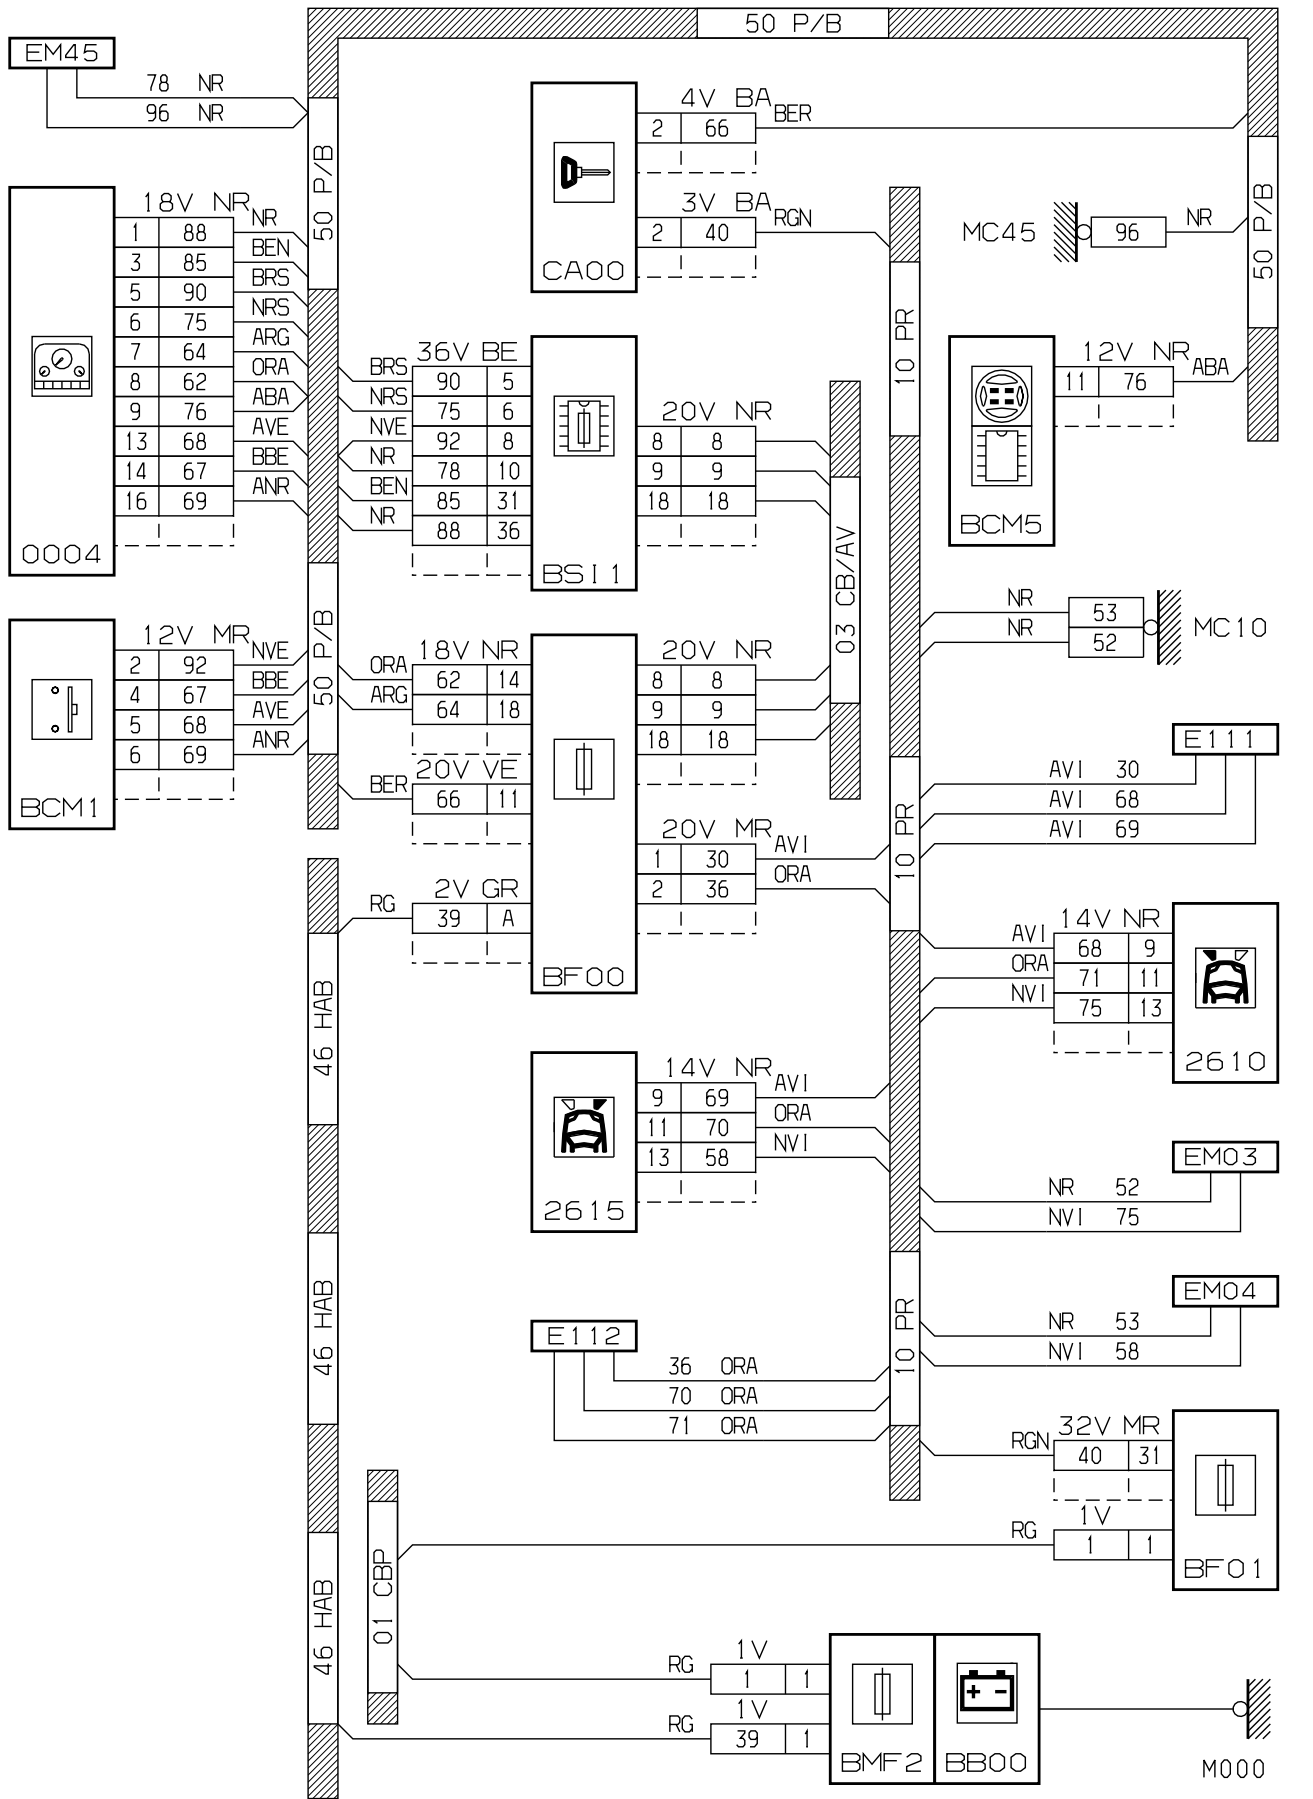 50 P/B
EM45
78 NR
96 NR
50 P/B
4V BA
2 66 BER
3V BA
2 40 RGN
CA00
MC45 96 NR
50 P/B
18V NR
1 88 NR
3 85 BEN
5 90 BRS
6 75 NRS
7 64 ARG
8 62 ORA
9 76 ABA
13 68 AVE
14 67 BBE
16 69 ANR
0004
10 PR
36V BE
BRS 90 5
NRS 75 6
NVE 92 8
NR 78 10
BEN 85 31
NR 88 36
20V NR
8 8
9 9
18 18
BSI1
12V NR
11 76 ABA
BCM5
03 CB/AV
NR 53
NR 52
MC10
50 P/B
12V MR
2 92 NVE
4 67 BBE
5 68 AVE
6 69 ANR
BCM1
18V NR
ORA 62 14
ARG 64 18
20V VE
BER 66 11
2V GR
RG 39 A
20V NR
8 8
9 9
18 18
20V MR
1 30 AVI
2 36 ORA
BF00
10 PR
E111
AVI 30
AVI 68
AVI 69
14V NR
AVI 68 9
ORA 71 11
NVI 75 13
2610
46 HAB
14V NR
9 69 AVI
11 70 ORA
13 58 NVI
2615
EM03
NR 52
NVI 75
46 HAB
10 PR
EM04
NR 53
NVI 58
E112
36 ORA
70 ORA
71 ORA
32V MR
RGN 40 31
1V
RG 1 1
BF01
46 HAB
01 CBP
1V
RG 1 1
1V
RG 39 1
BMF2
+ -
BB00
M000